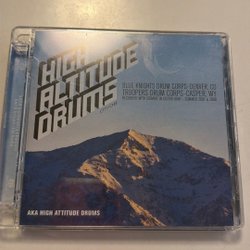 HIGH
ALTITUDE
DRUMS
BLUE KNIGHTS DRUM CORPS-DENVER, CO
TROOPERS DRUM CORPS-CASPER, WY
AKA HIGH ATTITUDE DRUMS